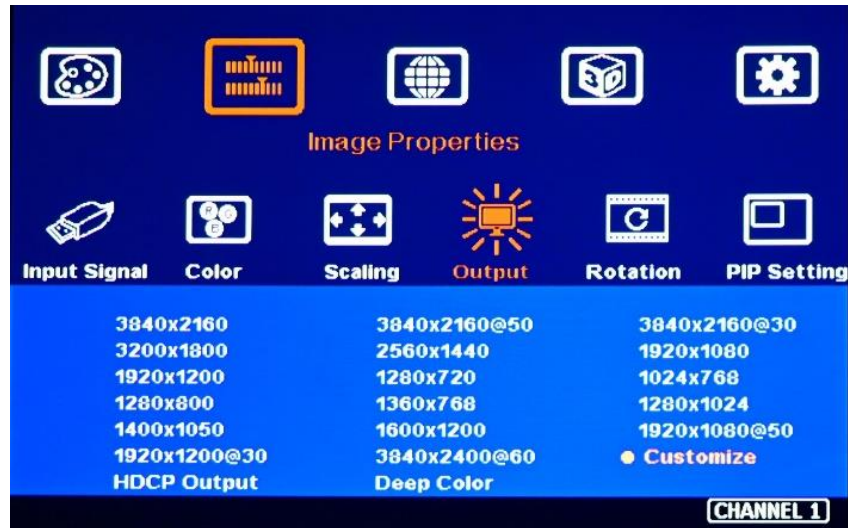 3D
Image Properties
R G
B
Input Signal Color Scaling Output Rotation PIP Setting
3840x2160 3840x2160@50 3840x2160@30
3200x1800 2560x1440 1920x1080
1920x1200 1280x720 1024x768
1280x800 1360x768 1280x1024
1400x1050 1600x1200 1920x1080@50
1920x1200@30 3840x2400@60 Customize
HDCP Output Deep Color
CHANNEL 1